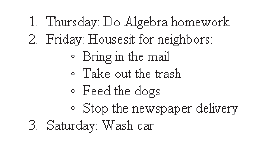 1. Thursday: Do Algebra homework
2. Friday: Housesit for neighbors:
◦ Bring in the mail
◦ Take out the trash
◦ Feed the dogs
◦ Stop the newspaper delivery
3. Saturday: Wash car